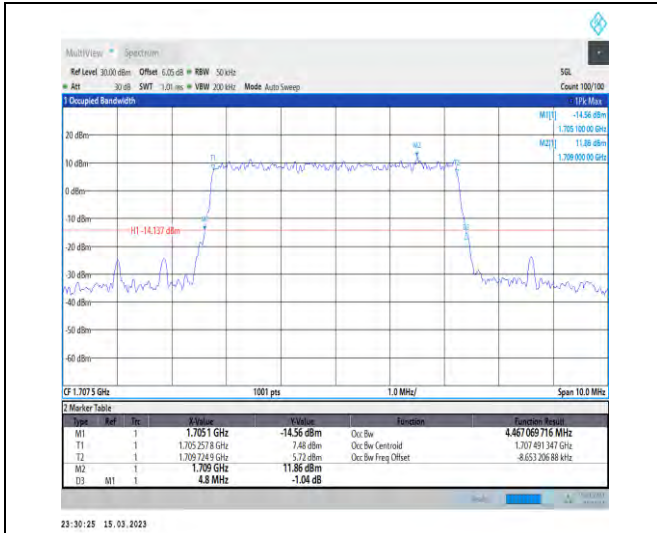 MultiView Spectrum
Ref Level 30.00 dBm Offset 6.05 dB RBW 50 kHz SGL
Att 30 dB SWT 1.01 ms VBW 200 kHz Mode Auto Sweep Count 100/100
1 Occupied Bandwidth 1Pk Max
M1[1] -14.56 dBm
1.705 100 00 GHz
M2[1] 11.86 dBm
1.709 000 00 GHz
20 dBm
M2
T1
10 dBm
0 dBm
-10 dBm
H1 -14.137 dBm
-20 dBm
-30 dBm
-40 dBm
-50 dBm
-60 dBm
CF 1.707 5 GHz 1001 pts 1.0 MHz/ Span 10.0 MHz
2 Marker Table
Type Ref Trc X-Value Y-Value Function Function Result
M1 1 1.705 1 GHz -14.56 dBm Occ Bw 4.467 069 716 MHz
T1 1 1.705 257 8 GHz 7.48 dBm Occ Bw Centroid 1.707 491 347 GHz
T2 1 1.709 724 9 GHz 5.72 dBm Occ Bw Freq Offset -8.653 206 88 kHz
M2 1 1.709 GHz 11.86 dBm
D3 M1 1 4.8 MHz -1.04 dB
23:30:25 15.03.2023